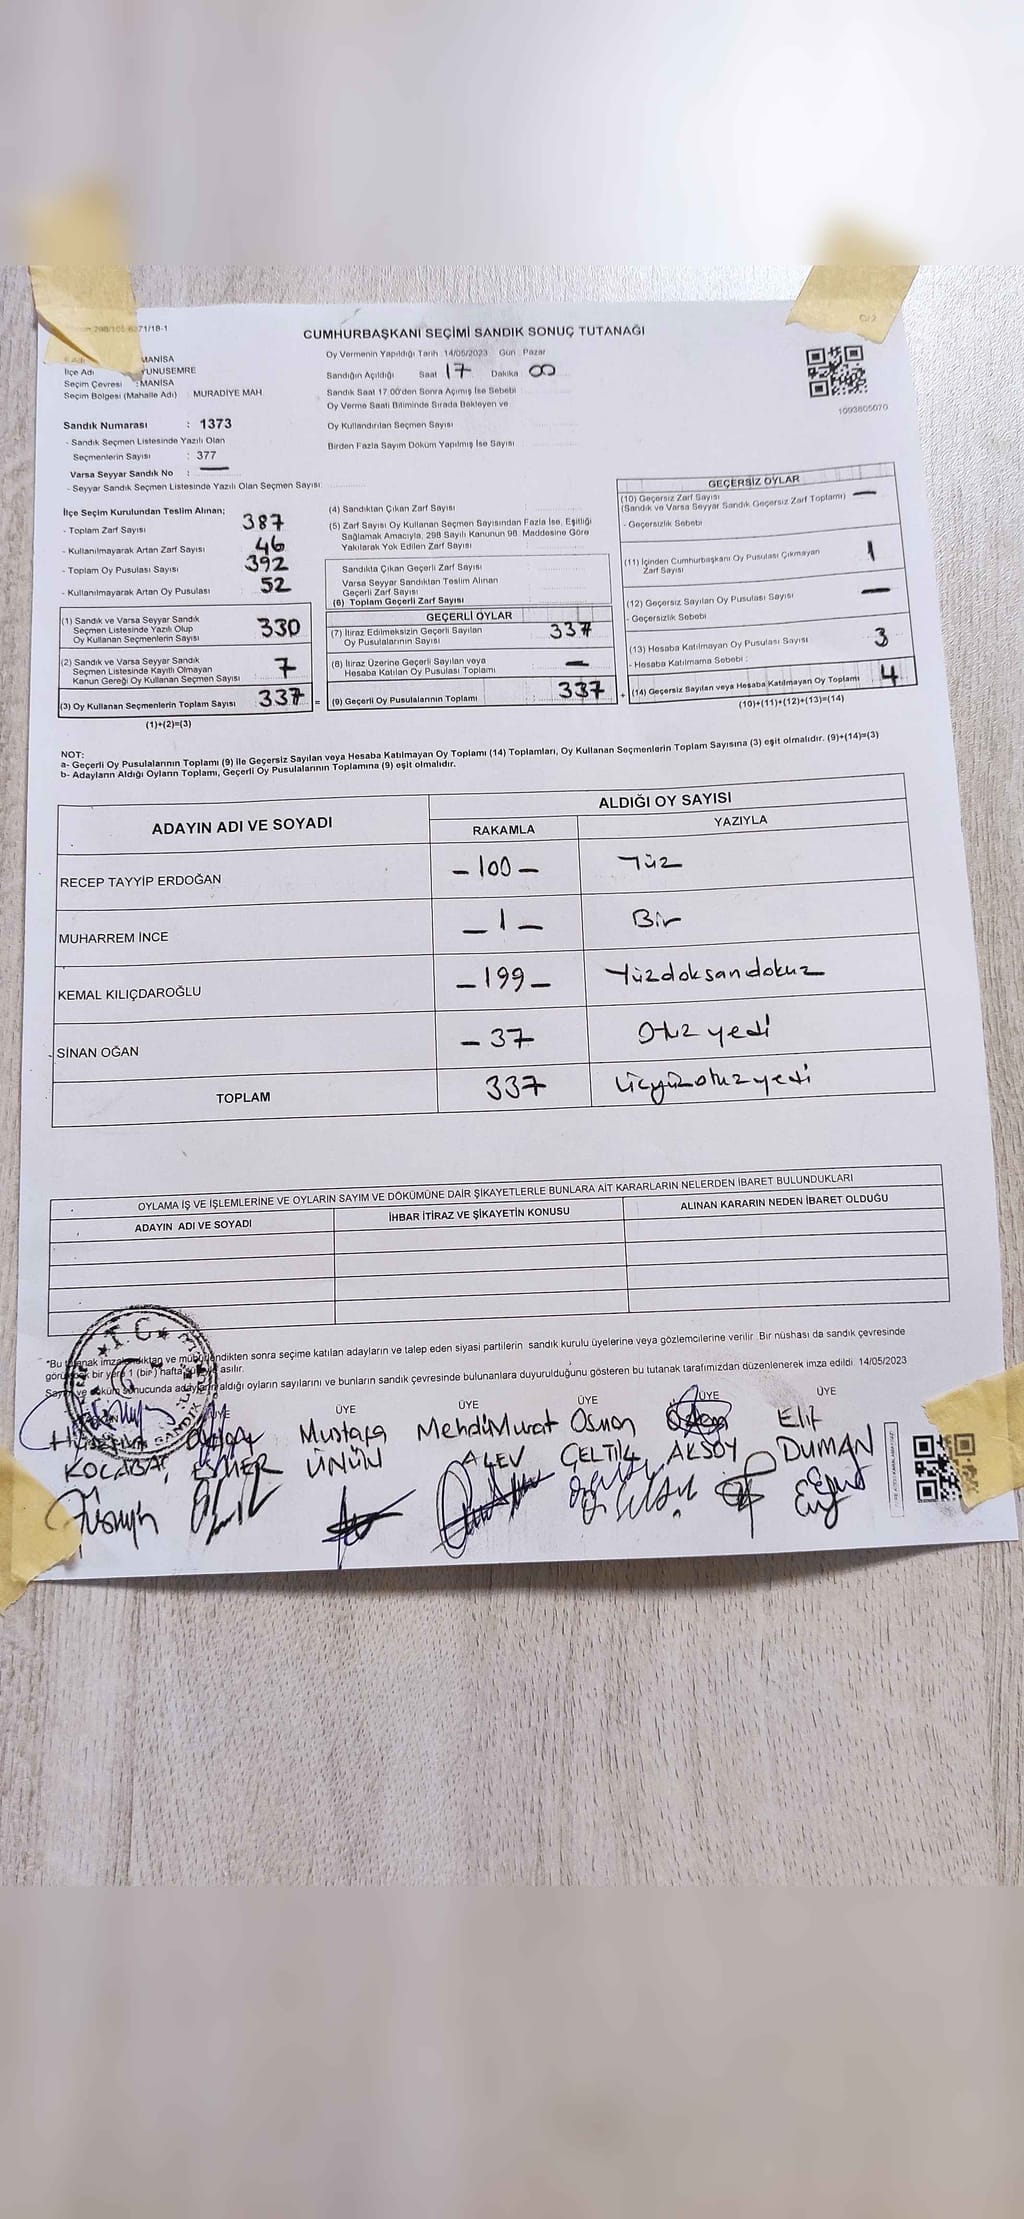 298/105-6271/18-1
CUMHURBAŞKANI SEÇİMİ SANDIK SONUÇ TUTANAĞI
C/2
MANİSA
İlçe Adı : YUNUSEMRE
Seçim Çevresi : MANİSA
Seçim Bölgesi (Mahalle Adı) : MURADİYE MAH
Oy Vermenin Yapıldığı Tarih 14/05/2023 Gün Pazar
Sandığın Açıldığı Saat 17 Dakika 00
Sandık Saat 17.00'den Sonra Açımış İse Sebebi
Oy Verme Saati Bitiminde Sırada Bekleyen ve
Oy Kullandırılan Seçmen Sayısı
Birden Fazla Sayım Döküm Yapılmış İse Sayısı
1093805070
Sandık Numarası : 1373
- Sandık Seçmen Listesinde Yazılı Olan
Seçmenlerin Sayısı : 377
Varsa Seyyar Sandık No : —
- Seyyar Sandık Seçmen Listesinde Yazılı Olan Seçmen Sayısı:
İlçe Seçim Kurulundan Teslim Alınan;
- Toplam Zarf Sayısı 387
- Kullanılmayarak Artan Zarf Sayısı 46
- Toplam Oy Pusulası Sayısı 392
- Kullanılmayarak Artan Oy Pusulası 52
(1) Sandık ve Varsa Seyyar Sandık
Seçmen Listesinde Yazılı Olup
Oy Kullanan Seçmenlerin Sayısı 330
(2) Sandık ve Varsa Seyyar Sandık
Seçmen Listesinde Kayıtlı Olmayan
Kanun Gereği Oy Kullanan Seçmen Sayısı 7
(3) Oy Kullanan Seçmenlerin Toplam Sayısı 337
(1)+(2)=(3)
(4) Sandıktan Çıkan Zarf Sayısı
(5) Zarf Sayısı Oy Kullanan Seçmen Sayısından Fazla İse, Eşitliği
Sağlamak Amacıyla, 298 Sayılı Kanunun 98. Maddesine Göre
Yakılarak Yok Edilen Zarf Sayısı
Sandıkta Çıkan Geçerli Zarf Sayısı
Varsa Seyyar Sandıktan Teslim Alınan
Geçerli Zarf Sayısı
(6) Toplam Geçerli Zarf Sayısı
GEÇERLİ OYLAR
(7) İtiraz Edilmeksizin Geçerli Sayılan
Oy Pusulalarının Sayısı 337
(8) İtiraz Üzerine Geçerli Sayılan veya
Hesaba Katılan Oy Pusulası Toplamı —
(9) Geçerli Oy Pusulalarının Toplamı : 337
GEÇERSİZ OYLAR
(10) Geçersiz Zarf Sayısı
(Sandık ve Varsa Seyyar Sandık Geçersiz Zarf Toplamı) —
- Geçersizlik Sebebi
(11) İçinden Cumhurbaşkanı Oy Pusulası Çıkmayan
Zarf Sayısı 1
(12) Geçersiz Sayılan Oy Pusulası Sayısı —
- Geçersizlik Sebebi
(13) Hesaba Katılmayan Oy Pusulası Sayısı 3
- Hesaba Katılmama Sebebi :
(14) Geçersiz Sayılan veya Hesaba Katılmayan Oy Toplamı 4
(10)+(11)+(12)+(13)=(14)
NOT:
a- Geçerli Oy Pusulalarının Toplamı (9) ile Geçersiz Sayılan veya Hesaba Katılmayan Oy Toplamı (14) Toplamları, Oy Kullanan Seçmenlerin Toplam Sayısına (3) eşit olmalıdır. (9)+(14)=(3)
b- Adayların Aldığı Oyların Toplamı, Geçerli Oy Pusulalarının Toplamına (9) eşit olmalıdır.
ADAYIN ADI VE SOYADI
ALDIĞI OY SAYISI
RAKAMLA YAZIYLA
RECEP TAYYİP ERDOĞAN -100- Yüz
MUHARREM İNCE -1- Bir
KEMAL KILIÇDAROĞLU -199- Yüzdoksandokuz
SİNAN OĞAN -37 Otuz yedi
TOPLAM 337 Üçyüzotuzyedi
OYLAMA İŞ VE İŞLEMLERİNE VE OYLARIN SAYIM VE DÖKÜMÜNE DAİR ŞİKAYETLERLE BUNLARA AİT KARARLARIN NELERDEN İBARET BULUNDUKLARI
ADAYIN ADI VE SOYADI İHBAR İTİRAZ VE ŞİKAYETİN KONUSU ALINAN KARARIN NEDEN İBARET OLDUĞU
T.C
SANDIK
*Bu tutanak imzalandıktan ve mühürlendikten sonra seçime katılan adayların ve talep eden siyasi partilerin sandık kurulu üyelerine veya gözlemcilerine verilir. Bir nüshası da sandık çevresinde
görülecek bir yere 1 (bir) hafta süreyle asılır.
Sayım ve döküm sonucunda adayların aldığı oyların sayılarını ve bunların sandık çevresinde bulunanlara duyurulduğunu gösteren bu tutanak tarafımızdan düzenlenerek imza edildi 14/05/2023
ÜYE ÜYE ÜYE ÜYE ÜYE ÜYE
Mustafa Mehdi Murat Osman Elif
KOCABAŞ ESMER ÜNÜN ALEV ÇELTİK AKSOY DUMAN